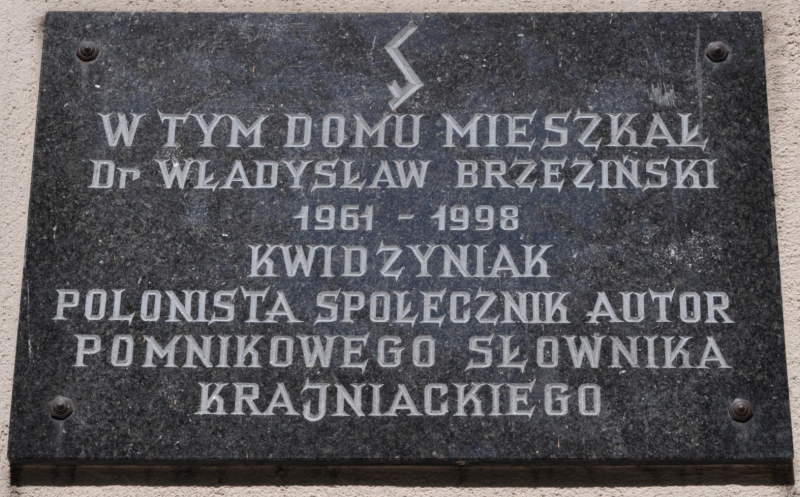 W TYM DOMU MIESZKAŁ
Dr WŁADYSŁAW BRZEZIŃSKI
1961 - 1998
KWIDZYNIAK
POLONISTA SPOŁECZNIK AUTOR
POMNIKOWEGO SŁOWNIKA
KRAJNIACKIEGO